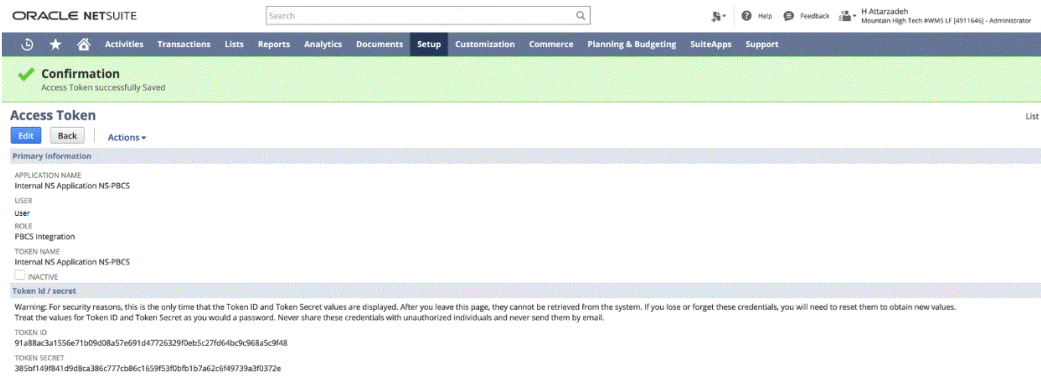 ORACLE NETSUITE Search Help Feedback H Attarzadeh
Mountain High Tech #WMS LF [4911646] - Administrator
Activities Transactions Lists Reports Analytics Documents Setup Customization Commerce Planning & Budgeting SuiteApps Support
Confirmation
Access Token successfully Saved
Access Token List
Edit Back Actions
Primary Information
APPLICATION NAME
Internal NS Application NS-PBCS
USER
User
ROLE
PBCS Integration
TOKEN NAME
Internal NS Application NS-PBCS
INACTIVE
Token Id / secret
Warning: For security reasons, this is the only time that the Token ID and Token Secret values are displayed. After you leave this page, they cannot be retrieved from the system. If you lose or forget these credentials, you will need to reset them to obtain new values.
Treat the values for Token ID and Token Secret as you would a password. Never share these credentials with unauthorized individuals and never send them by email.
TOKEN ID
91a88ac3a1556e71b09d08a57e691d47726329f0eb5c27fd64bc9c968a5c9f48
TOKEN SECRET
385bf149f841d9d8ca386c777cb86c1659f53f0bfb1b7a62c6f49739a3f0372e